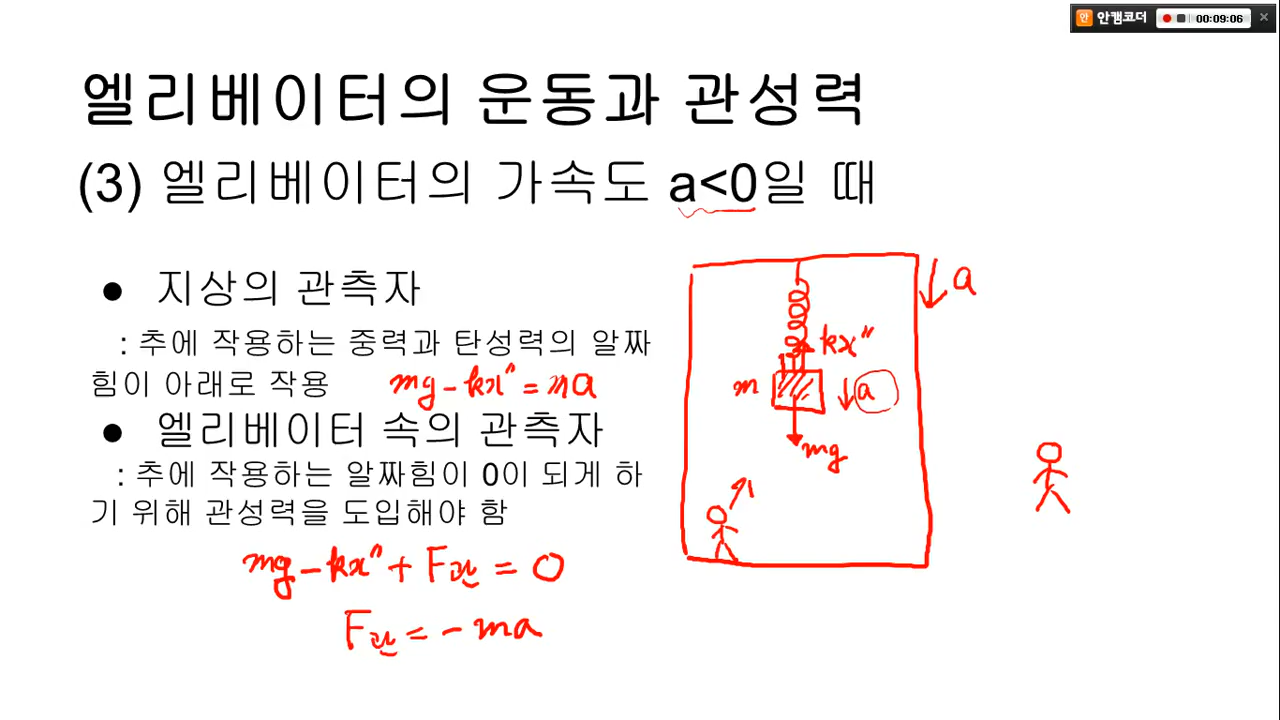 안캠코더 00:09:06
엘리베이터의 운동과 관성력
(3) 엘리베이터의 가속도 a<0일 때
● 지상의 관측자
: 추에 작용하는 중력과 탄성력의 알짜
힘이 아래로 작용 mg-kx"=ma
● 엘리베이터 속의 관측자
: 추에 작용하는 알짜힘이 0이 되게 하
기 위해 관성력을 도입해야 함
mg-kx"+F관=0
F관=-ma
a
kx"
m a
mg